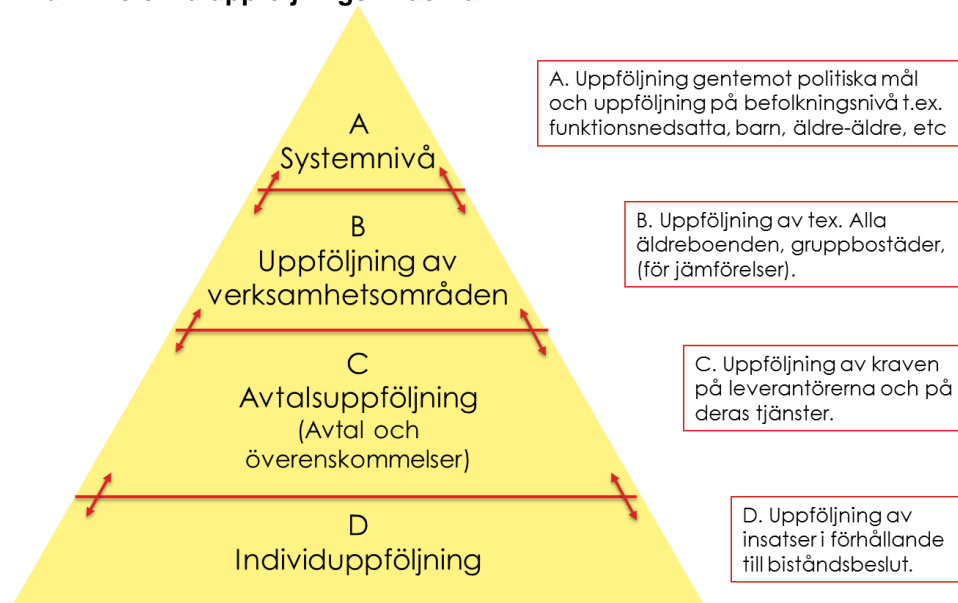 A
Systemnivå
B
Uppföljning av
verksamhetsområden
C
Avtalsuppföljning
(Avtal och
överenskommelser)
D
Individuppföljning
A. Uppföljning gentemot politiska mål
och uppföljning på befolkningsnivå t.ex.
funktionsnedsatta, barn, äldre-äldre, etc
B. Uppföljning av tex. Alla
äldreboenden, gruppbostäder,
(för jämförelser).
C. Uppföljning av kraven
på leverantörerna och på
deras tjänster.
D. Uppföljning av
insatser i förhållande
till biståndsbeslut.